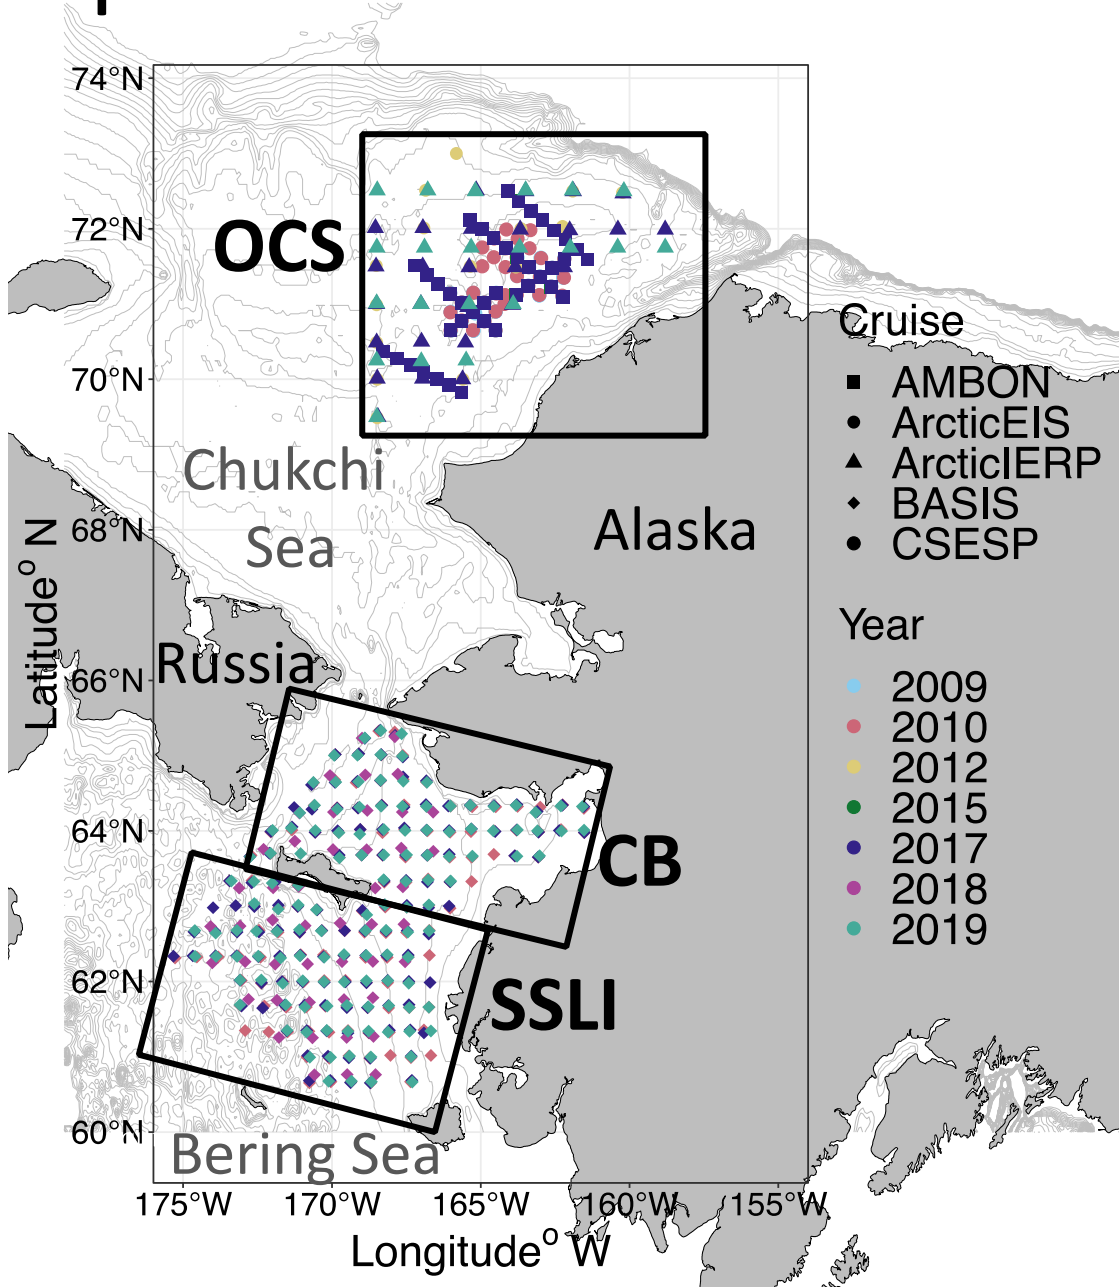 74°N
72°N
70°N
68°N
66°N
64°N
62°N
60°N
Latitude° N
OCS
Chukchi
Sea
Alaska
Russia
CB
SSLI
Bering Sea
175°W
170°W
165°W
160°W
155°W
Longitude° W
Cruise
AMBON
ArcticEIS
ArcticIERP
BASIS
CSESP
Year
2009
2010
2012
2015
2017
2018
2019